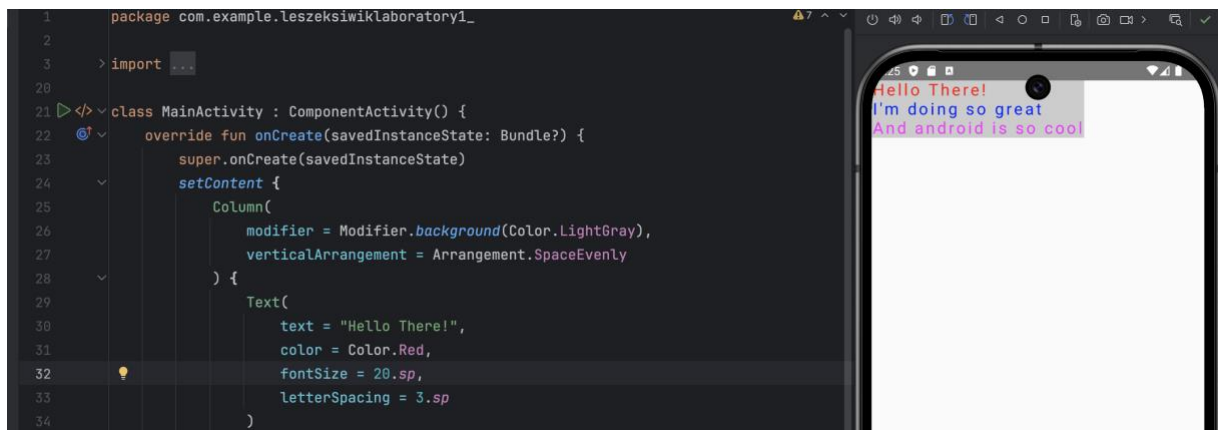 1 package com.example.leszeksiwiklaboratory1_
7
2
3 import ...
20
21 class MainActivity : ComponentActivity() {
22 override fun onCreate(savedInstanceState: Bundle?) {
23 super.onCreate(savedInstanceState)
24 setContent {
25 Column(
26 modifier = Modifier.background(Color.LightGray),
27 verticalArrangement = Arrangement.SpaceEvenly
28 ) {
29 Text(
30 text = "Hello There!",
31 color = Color.Red,
32 fontSize = 20.sp,
33 letterSpacing = 3.sp
34 )
25
Hello There!
I'm doing so great
And android is so cool